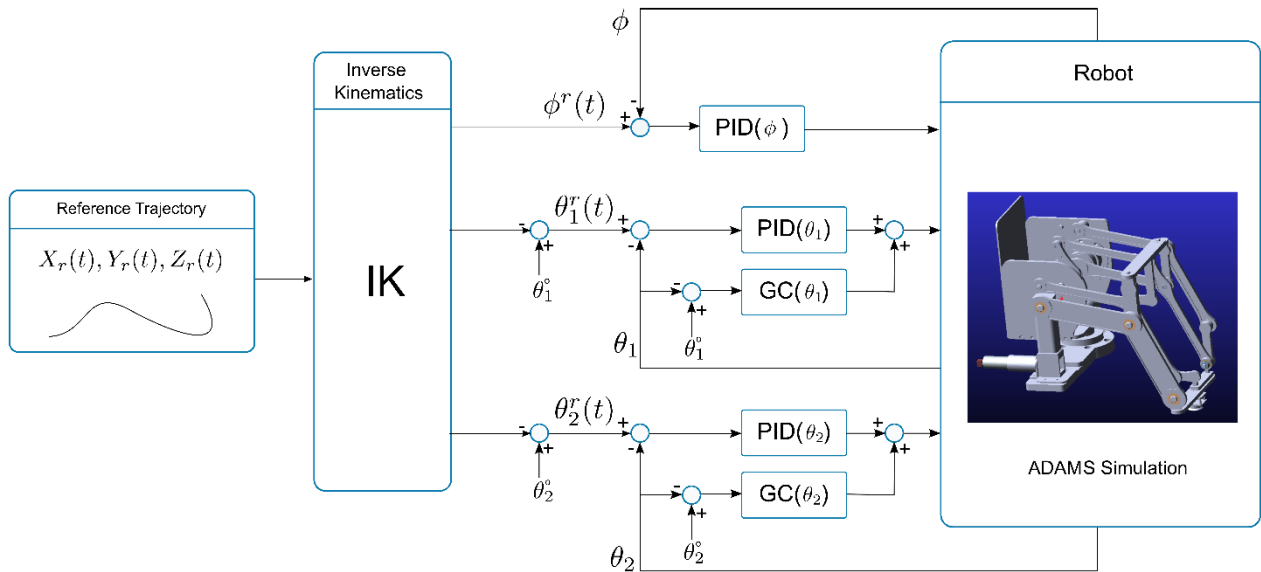 Reference Trajectory
X_r(t), Y_r(t), Z_r(t)
Inverse
Kinematics
IK
ϕ
-
ϕ^r(t)
+
PID(ϕ)
-
θ_1^r(t)
+
θ_1^°
+
-
PID(θ_1)
+
+
-
GC(θ_1)
+
θ_1^°
θ_1
-
θ_2^r(t)
+
θ_2^°
+
-
PID(θ_2)
+
+
-
GC(θ_2)
+
θ_2^°
θ_2
Robot
ADAMS Simulation